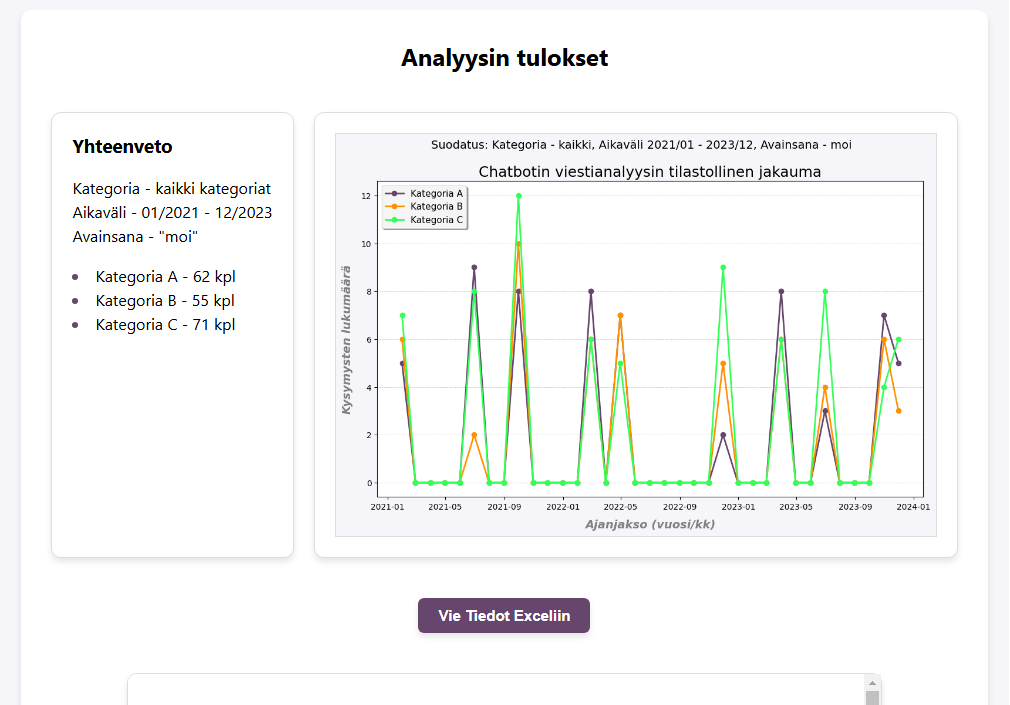 Analyysin tulokset
Yhteenveto
Kategoria - kaikki kategoriat
Aikaväli - 01/2021 - 12/2023
Avainsana - "moi"
Kategoria A - 62 kpl
Kategoria B - 55 kpl
Kategoria C - 71 kpl
Suodatus: Kategoria - kaikki, Aikaväli 2021/01 - 2023/12, Avainsana - moi
Chatbotin viestianalyysin tilastollinen jakauma
Kategoria A
Kategoria B
Kategoria C
Kysymysten lukumäärä
12
10
8
6
4
2
0
2021-01 2021-05 2021-09 2022-01 2022-05 2022-09 2023-01 2023-05 2023-09 2024-01
Ajanjakso (vuosi/kk)
Vie Tiedot Exceliin